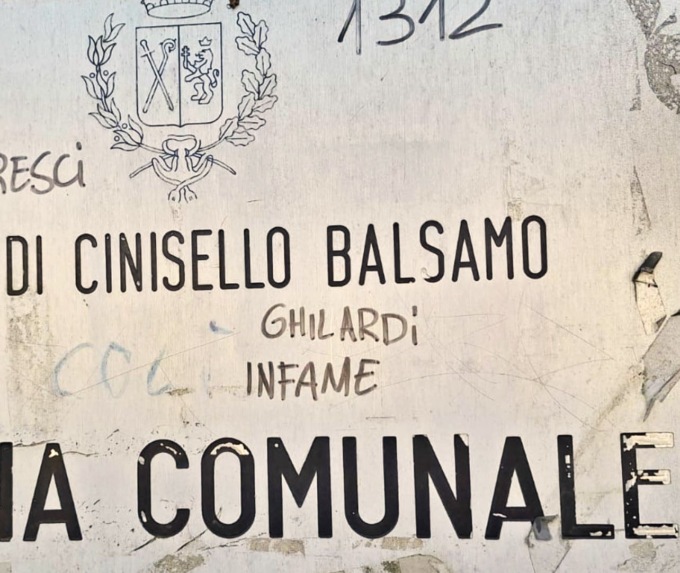 1312
RESCi
DI CINISELLO BALSAMO
GHILARDi
INFAME
IA COMUNALE